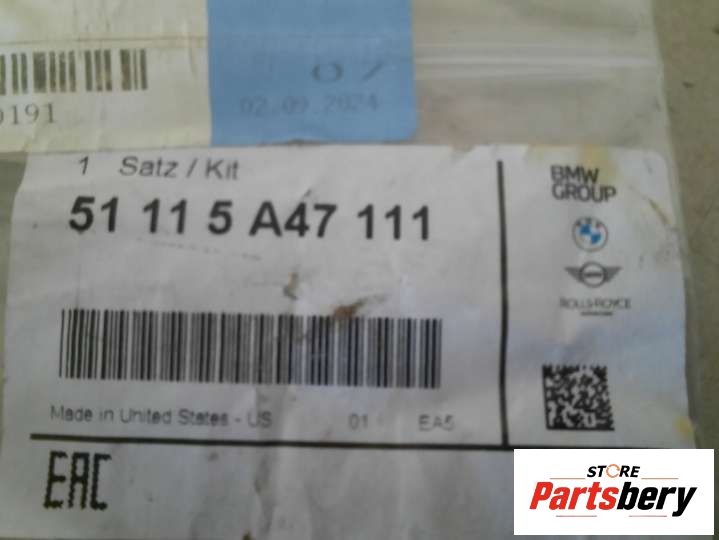 0191
07
02.09.2024
1 Satz / Kit
51 11 5 A47 111
BMW
GROUP
ROLLS-ROYCE
Made in United States - US 01 EA5
EAC
STORE
Partsbery